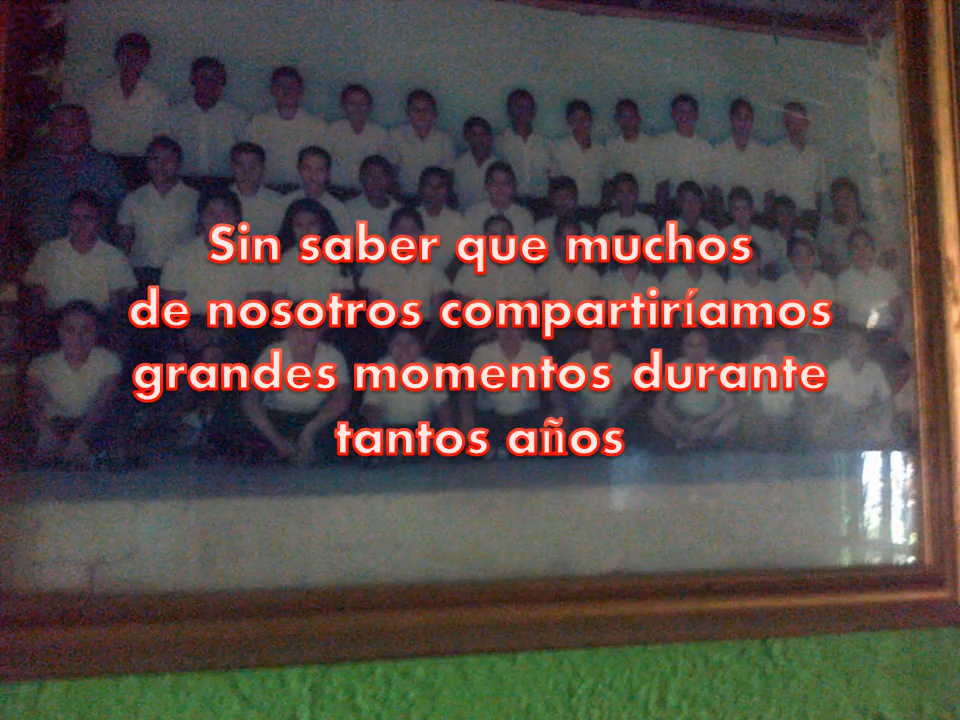 Sin saber que muchos
de nosotros compartiríamos
grandes momentos durante
tantos años